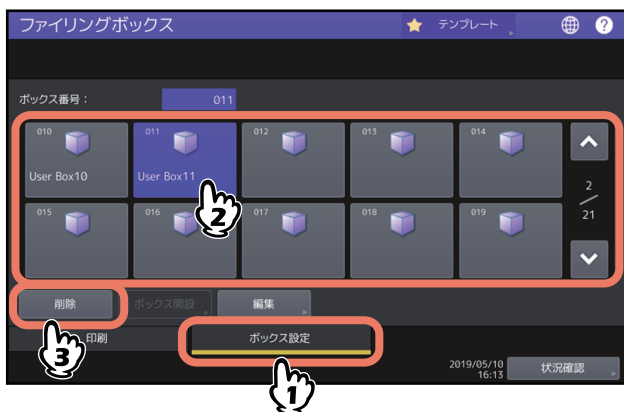 ファイリングボックス
テンプレート
?
ボックス番号： 011
010 011 012 013 014
User Box10 User Box11
2
2
21
015 016 017 018 019
削除 ボックス開設 編集
3
印刷 ボックス設定
1
2019/05/10
16:13
状況確認